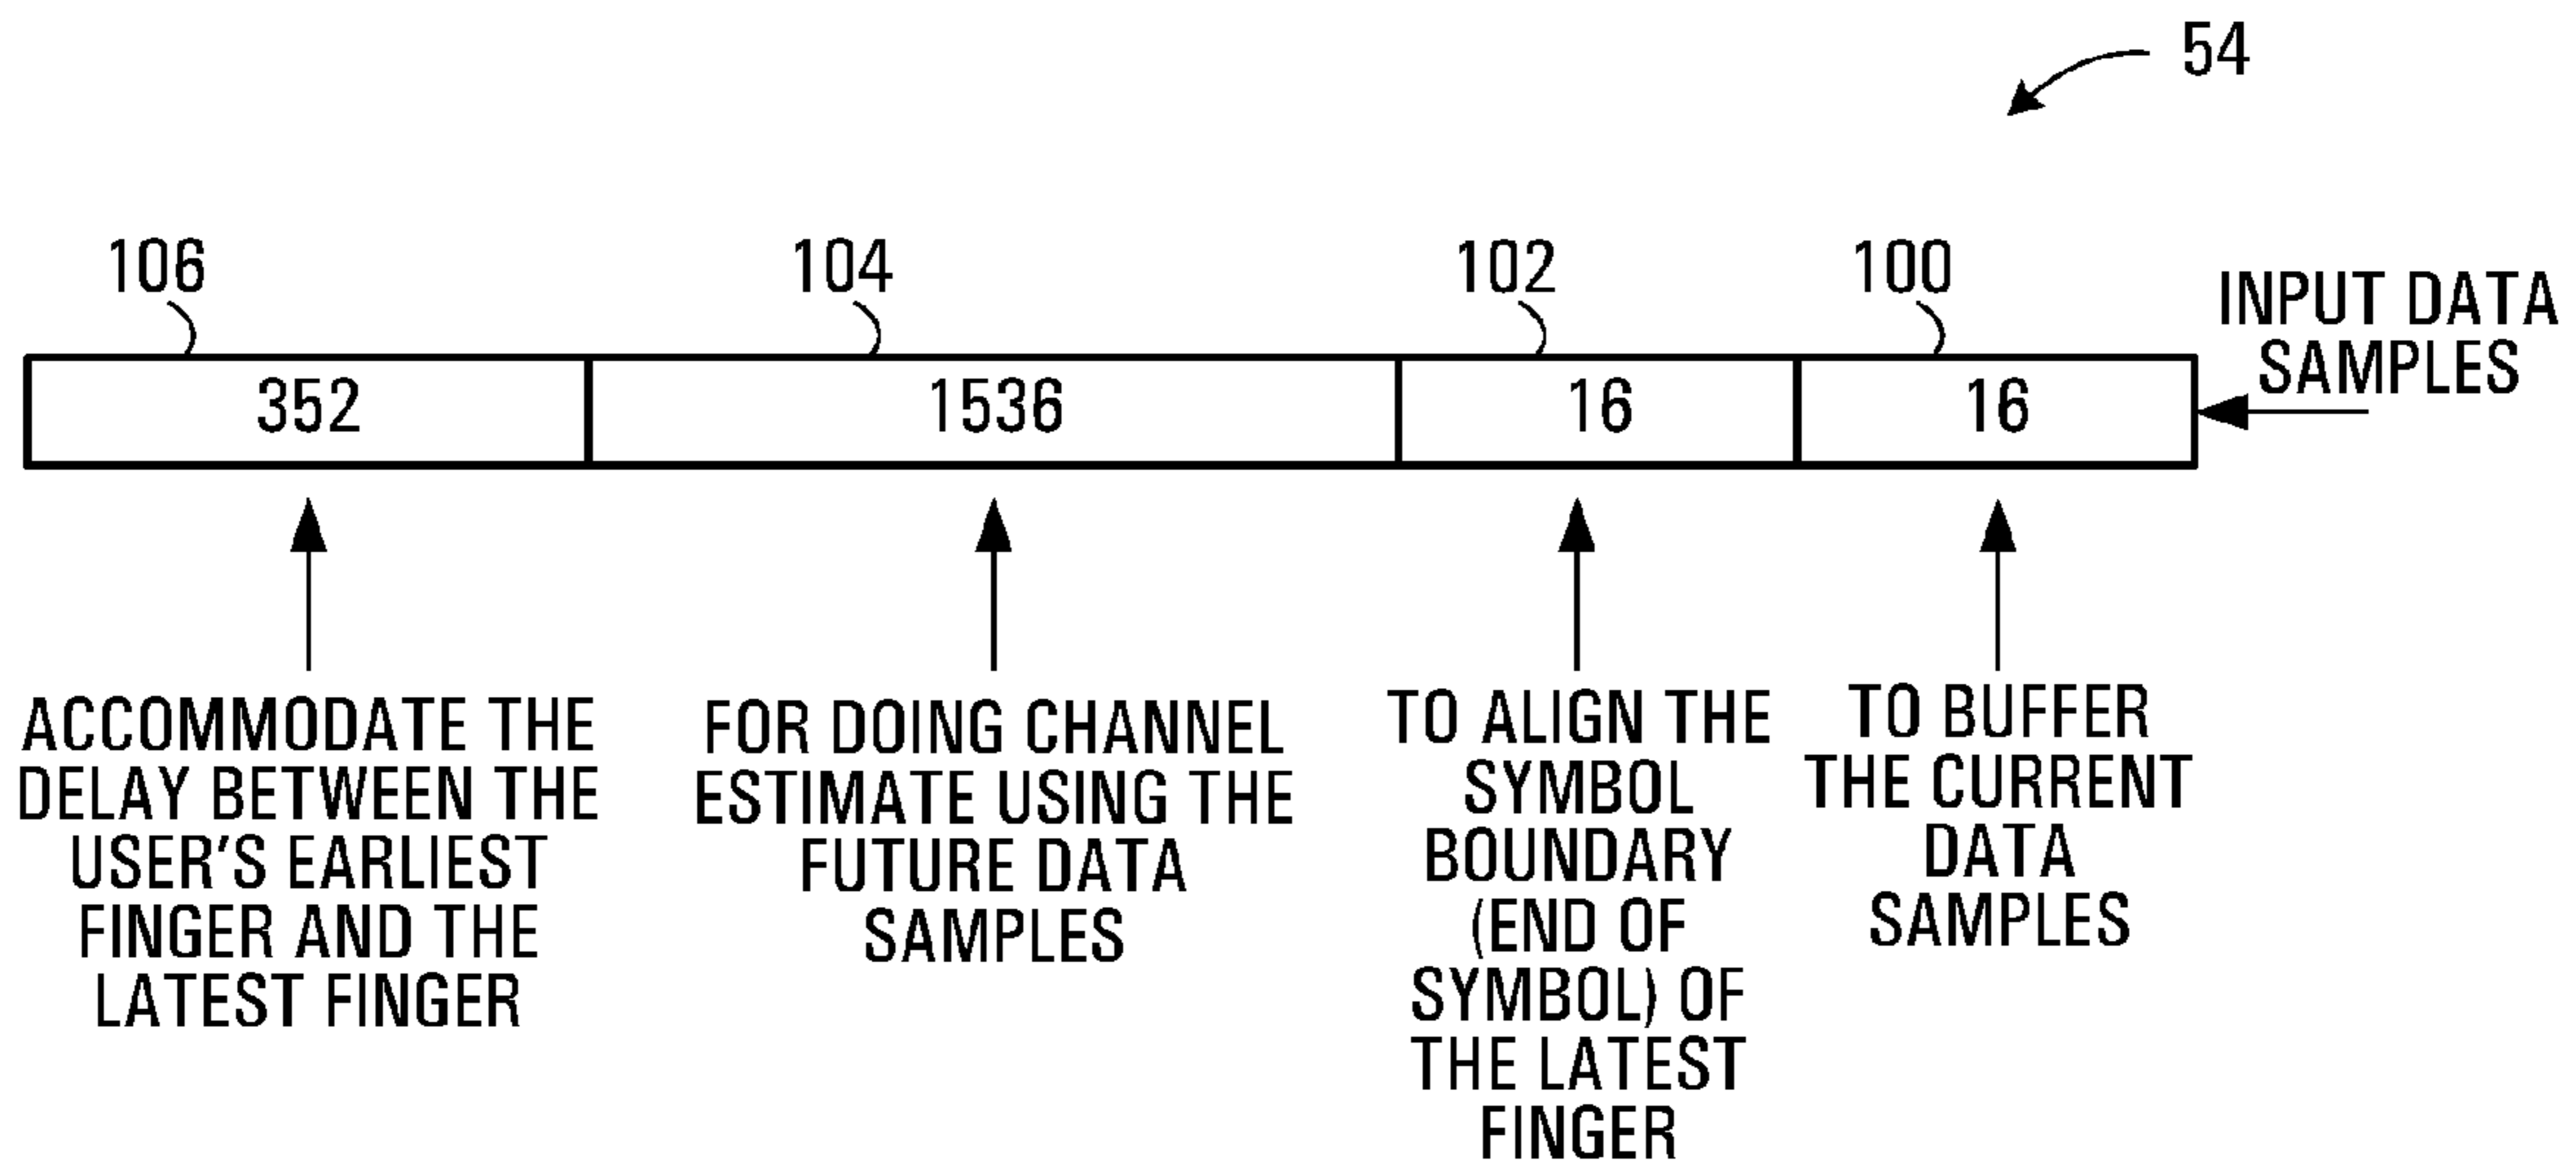 54
106
104
102
100
INPUT DATA
SAMPLES
352
1536
16
16
ACCOMMODATE THE
DELAY BETWEEN THE
USER'S EARLIEST
FINGER AND THE
LATEST FINGER
FOR DOING CHANNEL
ESTIMATE USING THE
FUTURE DATA
SAMPLES
TO ALIGN THE
SYMBOL
BOUNDARY
(END OF
SYMBOL) OF
THE LATEST
FINGER
TO BUFFER
THE CURRENT
DATA
SAMPLES